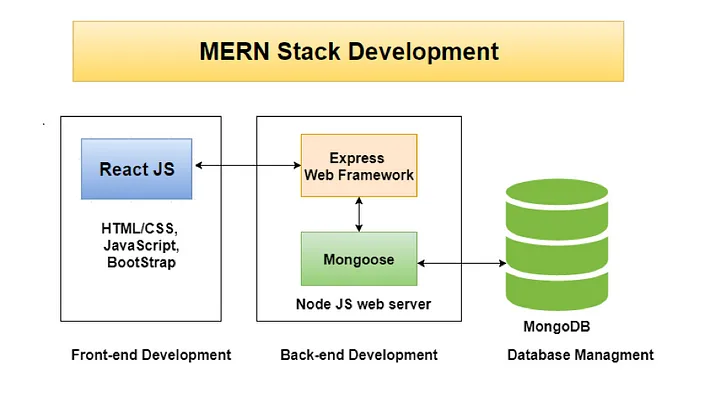 MERN Stack Development
React JS
HTML/CSS,
JavaScript,
BootStrap
Front-end Development
Express
Web Framework
Mongoose
Node JS web server
Back-end Development
MongoDB
Database Managment